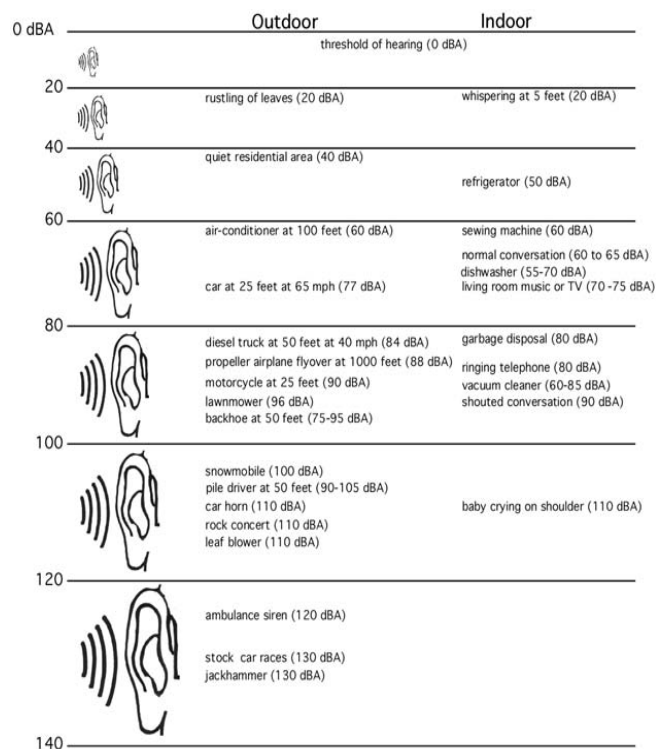 Outdoor Indoor
0 dBA
threshold of hearing (0 dBA)
20
rustling of leaves (20 dBA) whispering at 5 feet (20 dBA)
40
quiet residential area (40 dBA)
refrigerator (50 dBA)
60
air-conditioner at 100 feet (60 dBA) sewing machine (60 dBA)
normal conversation (60 to 65 dBA)
dishwasher (55-70 dBA)
car at 25 feet at 65 mph (77 dBA) living room music or TV (70 -75 dBA)
80
diesel truck at 50 feet at 40 mph (84 dBA) garbage disposal (80 dBA)
propeller airplane flyover at 1000 feet (88 dBA) ringing telephone (80 dBA)
motorcycle at 25 feet (90 dBA) vacuum cleaner (60-85 dBA)
lawnmower (96 dBA) shouted conversation (90 dBA)
backhoe at 50 feet (75-95 dBA)
100
snowmobile (100 dBA)
pile driver at 50 feet (90-105 dBA)
car horn (110 dBA) baby crying on shoulder (110 dBA)
rock concert (110 dBA)
leaf blower (110 dBA)
120
ambulance siren (120 dBA)
stock car races (130 dBA)
jackhammer (130 dBA)
140